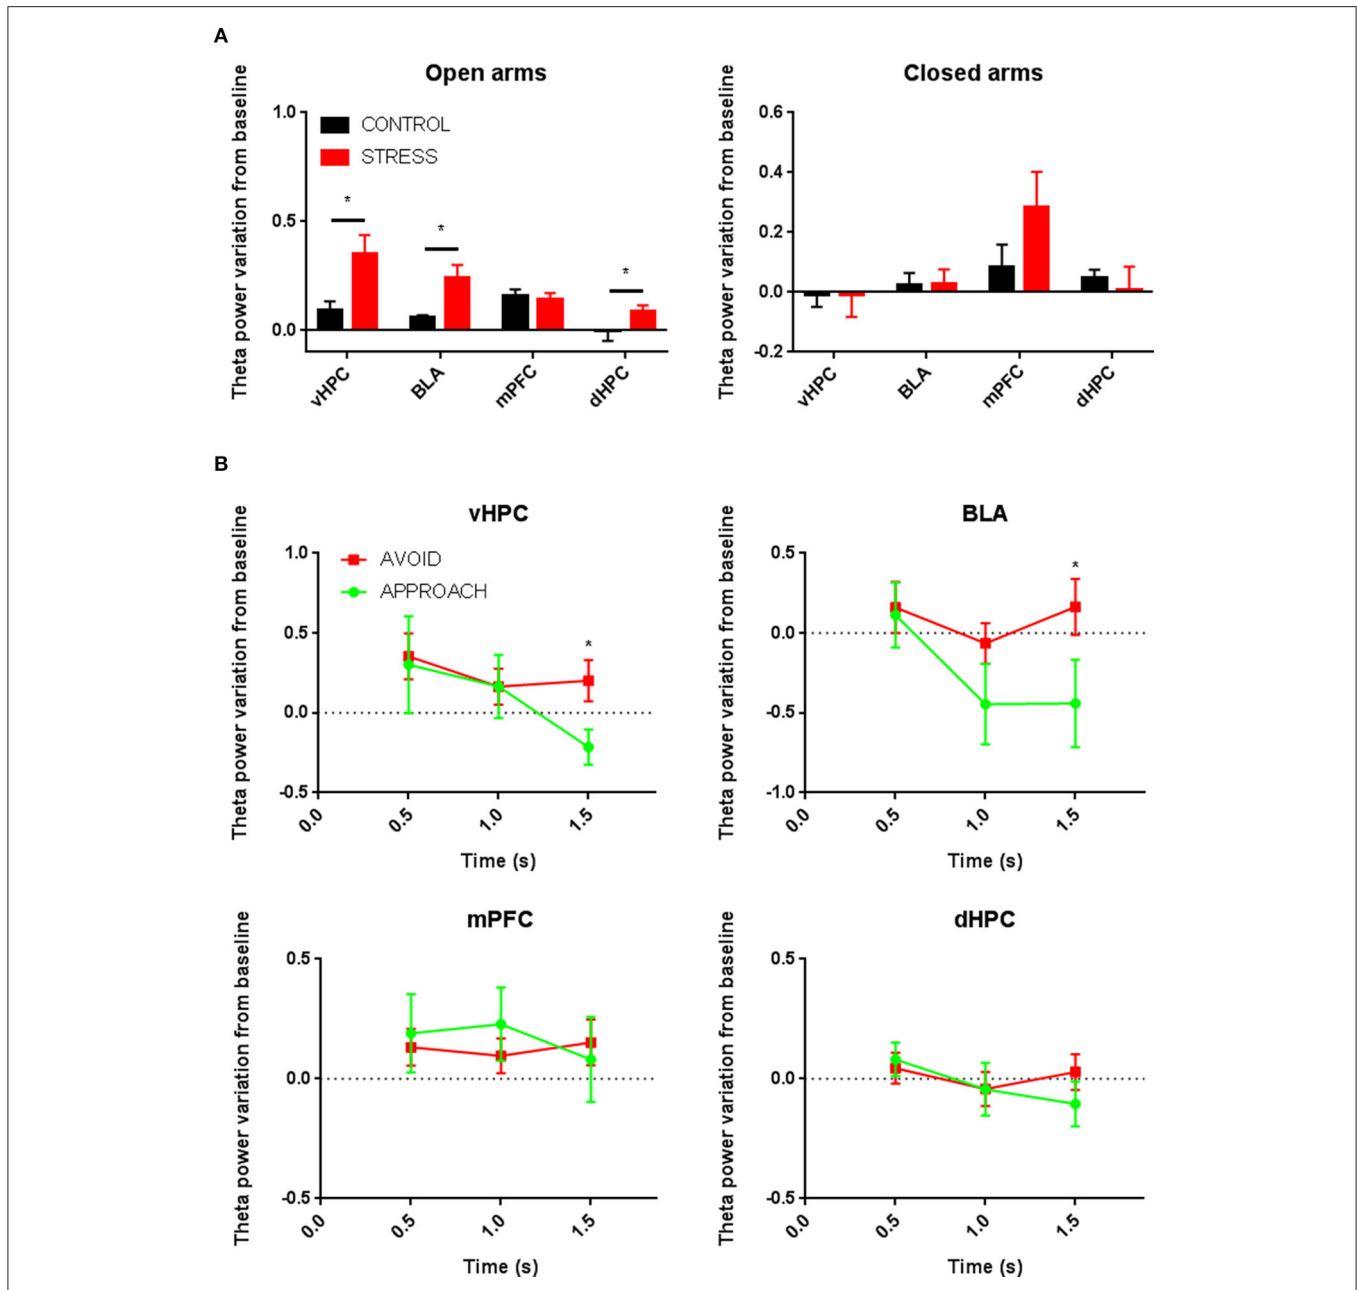 A
Open arms
Theta power variation from baseline
1.0
0.5
0.0
CONTROL
STRESS
*
*
*
vHPC
BLA
mPFC
dHPC
Closed arms
Theta power variation from baseline
0.6
0.4
0.2
0.0
-0.2
vHPC
BLA
mPFC
dHPC
B
vHPC
Theta power variation from baseline
1.0
0.5
0.0
-0.5
AVOID
APPROACH
*
0.0
0.5
1.0
1.5
Time (s)
BLA
Theta power variation from baseline
0.5
0.0
-0.5
-1.0
*
0.0
0.5
1.0
1.5
Time (s)
mPFC
Theta power variation from baseline
0.5
0.0
-0.5
0.0
0.5
1.0
1.5
Time (s)
dHPC
Theta power variation from baseline
0.5
0.0
-0.5
0.0
0.5
1.0
1.5
Time (s)